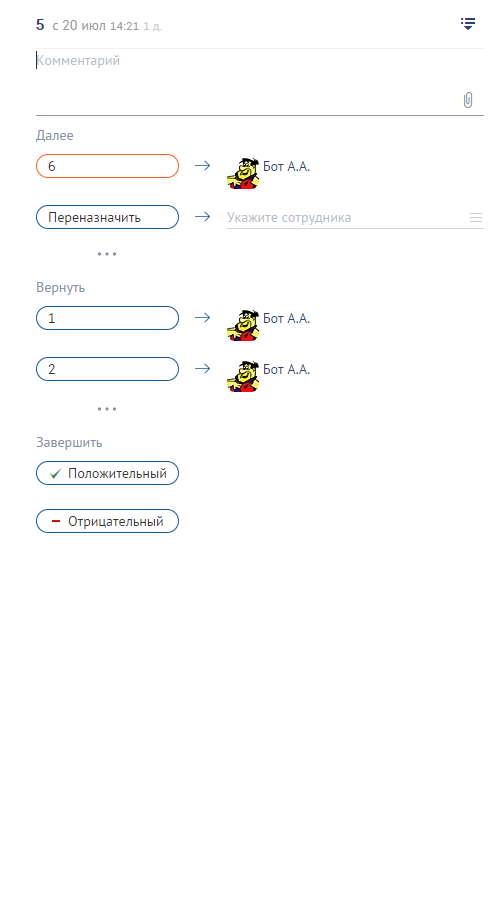 5 с 20 июл 14:21 1 д.
Комментарий
Далее
6 Бот А.А.
Переназначить Укажите сотрудника
Вернуть
1 Бот А.А.
2 Бот А.А.
Завершить
Положительный
Отрицательный